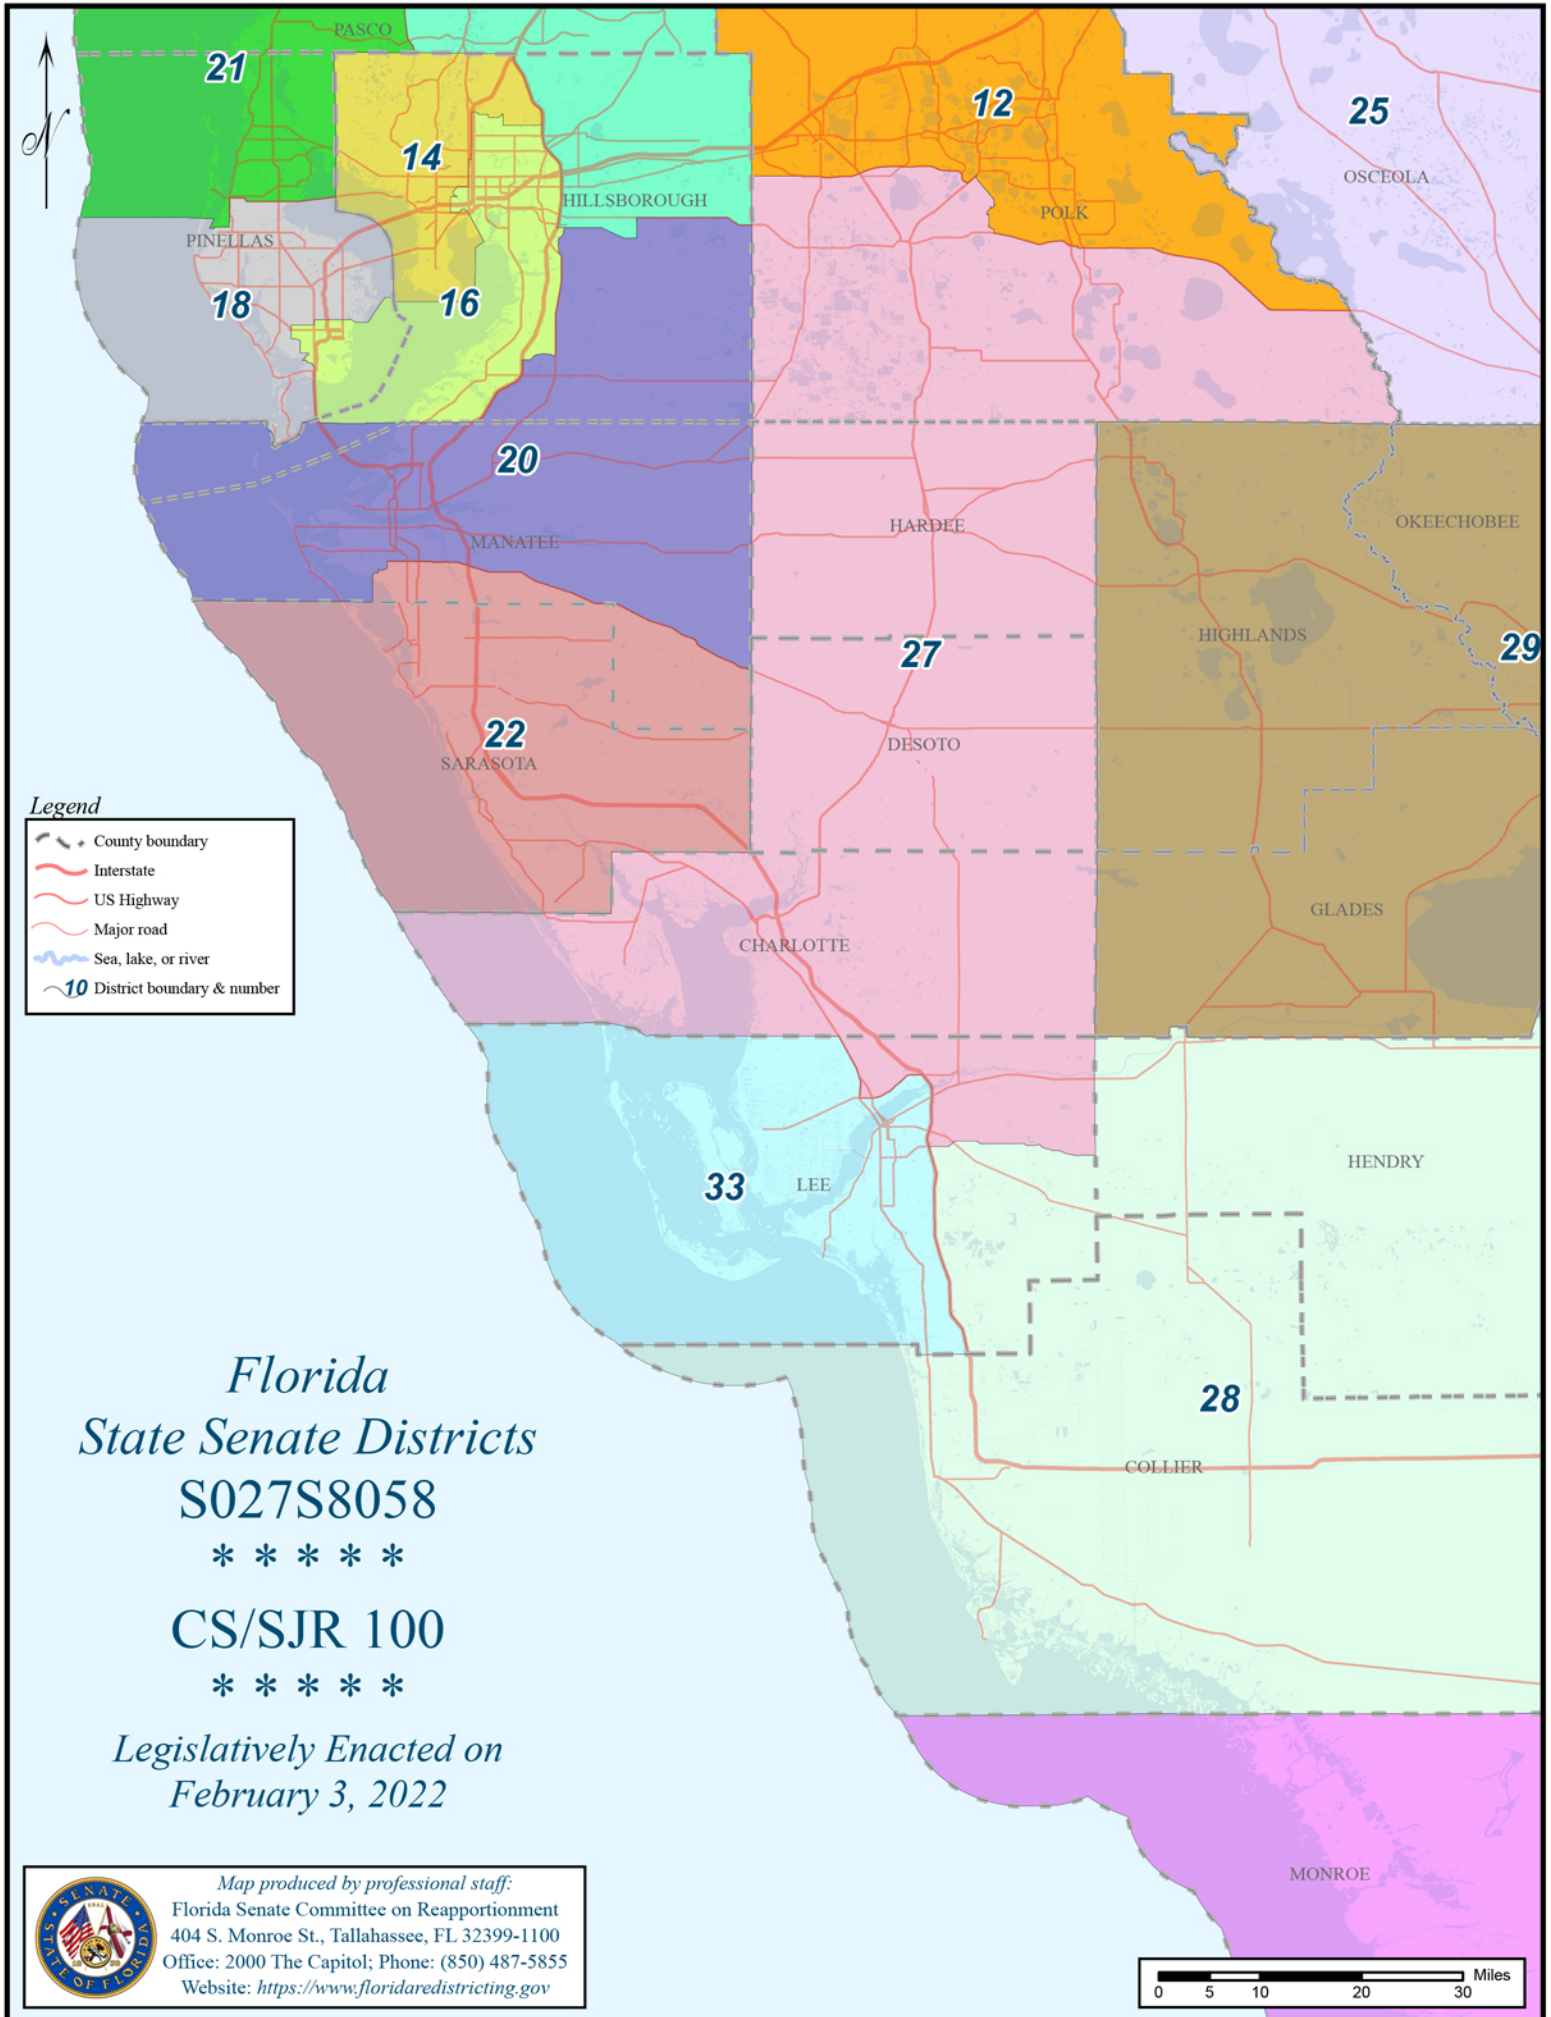 PASCO
21
12
25
N
14
OSCEOLA
HILLSBOROUGH
POLK
PINELLAS
18
16
20
HARDEE
OKEECHOBEE
MANATEE
HIGHLANDS
27
29
22
DESOTO
SARASOTA
Legend
County boundary
Interstate
US Highway
Major road
Sea, lake, or river
10 District boundary & number
GLADES
CHARLOTTE
HENDRY
33
LEE
28
COLLIER
Florida
State Senate Districts
S027S8058
* * * * *
CS/SJR 100
* * * * *
Legislatively Enacted on
February 3, 2022
MONROE
SENATE
STATE OF FLORIDA
Map produced by professional staff:
Florida Senate Committee on Reapportionment
404 S. Monroe St., Tallahassee, FL 32399-1100
Office: 2000 The Capitol; Phone: (850) 487-5855
Website: https://www.floridaredistricting.gov
Miles
0 5 10 20 30